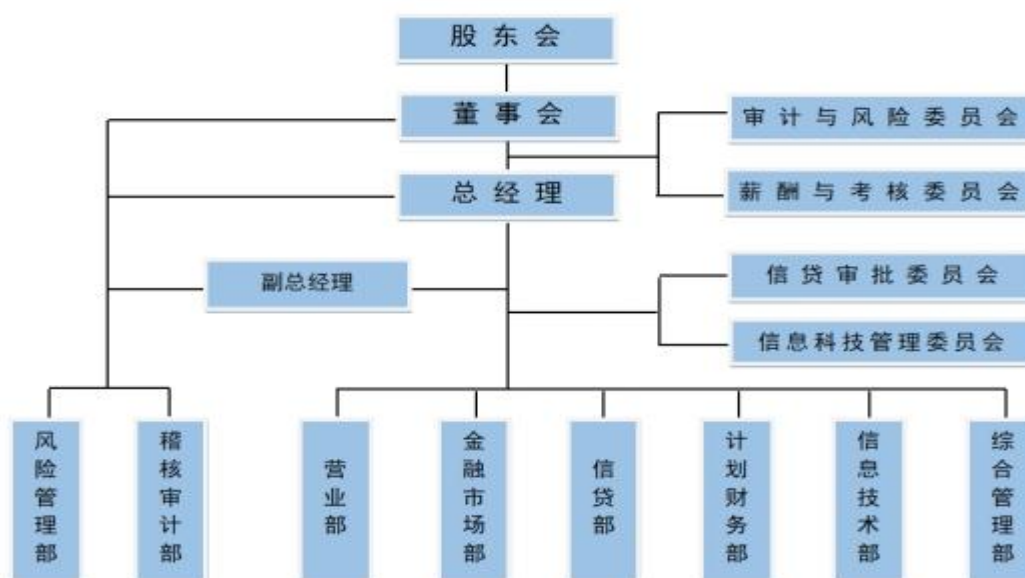 股东会
董事会
审计与风险委员会
薪酬与考核委员会
总经理
副总经理
信贷审批委员会
信息科技管理委员会
风险管理部
稽核审计部
营业部
金融市场部
信贷部
计划财务部
信息技术部
综合管理部